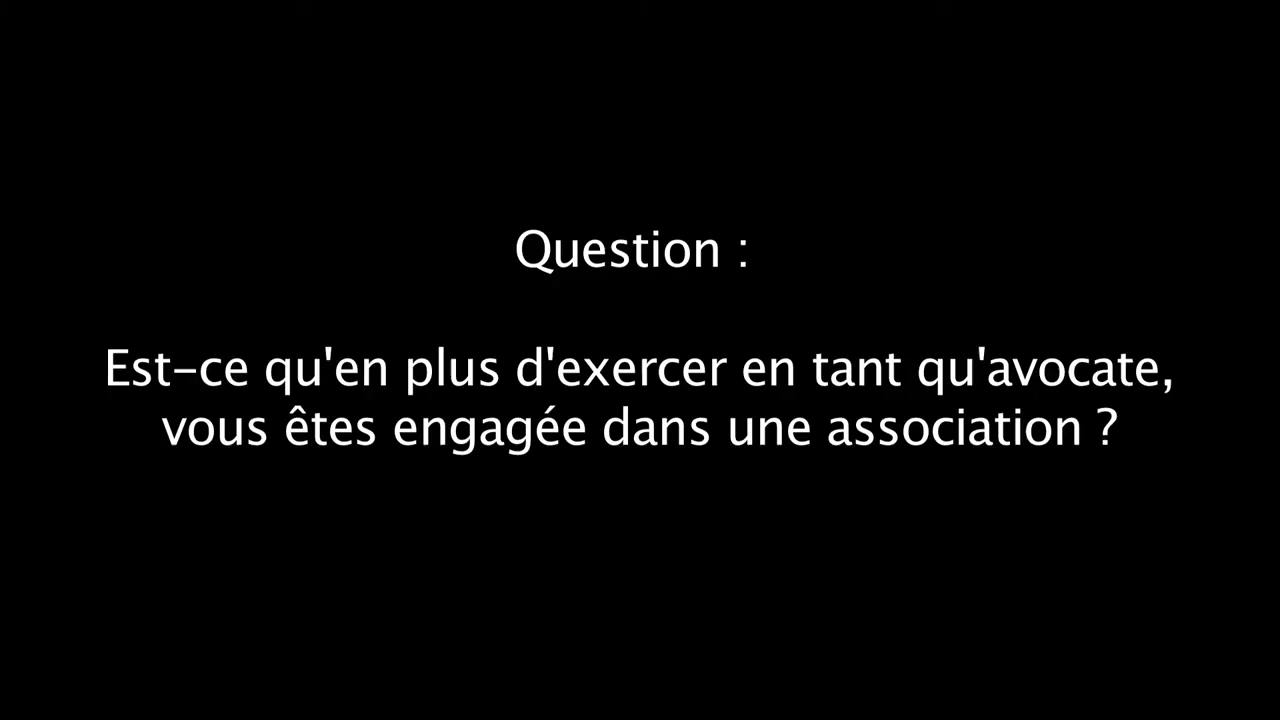 Question :
Est-ce qu'en plus d'exercer en tant qu'avocate,
vous êtes engagée dans une association ?